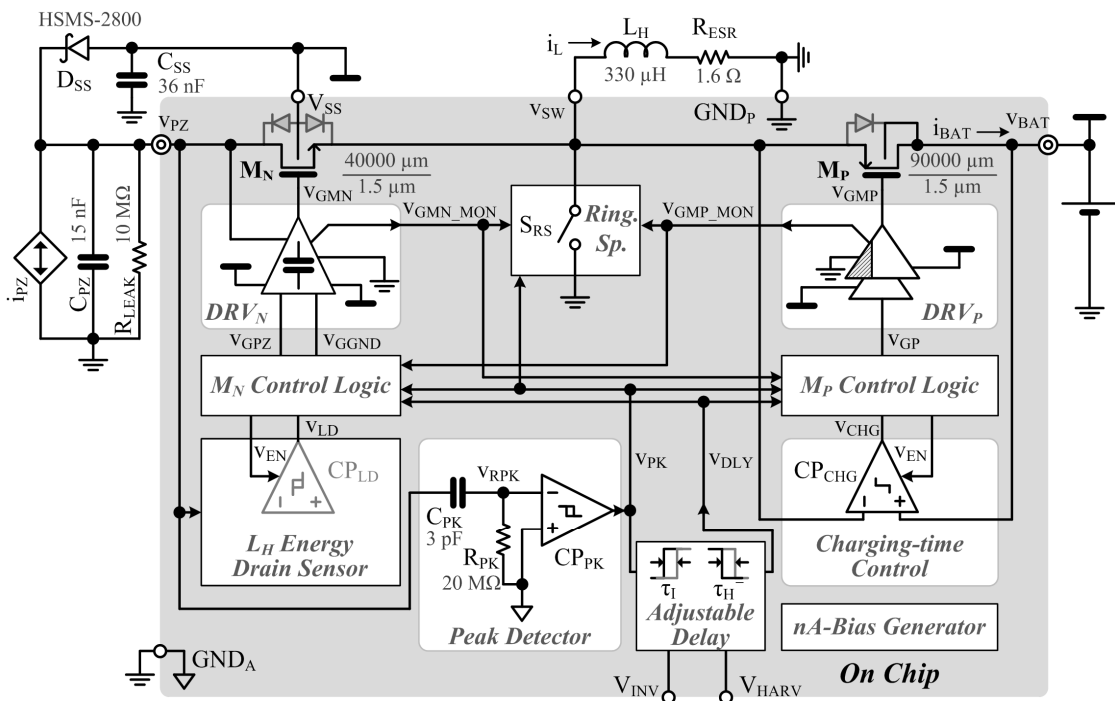 HSMS-2800
D_SS
C_SS
36 nF
V_SS
i_L
L_H
330 µH
R_ESR
1.6 Ω
v_SW
GND_P
v_PZ
i_BAT
v_BAT
M_N
40000 µm
1.5 µm
M_P
90000 µm
1.5 µm
v_GMN
v_GMP
v_GMN_MON
v_GMP_MON
S_RS
Ring.
Sp.
i_PZ
15 nF
C_PZ
10 MΩ
R_LEAK
DRV_N
DRV_P
v_GPZ
v_GGND
v_GP
M_N Control Logic
M_P Control Logic
v_EN
v_LD
CP_LD
L_H Energy
Drain Sensor
v_RPK
C_PK
3 pF
R_PK
20 MΩ
CP_PK
Peak Detector
v_PK
v_DLY
v_CHG
v_EN
CP_CHG
Charging-time
Control
τ_I
τ_H
Adjustable
Delay
nA-Bias Generator
GND_A
V_INV
V_HARV
On Chip